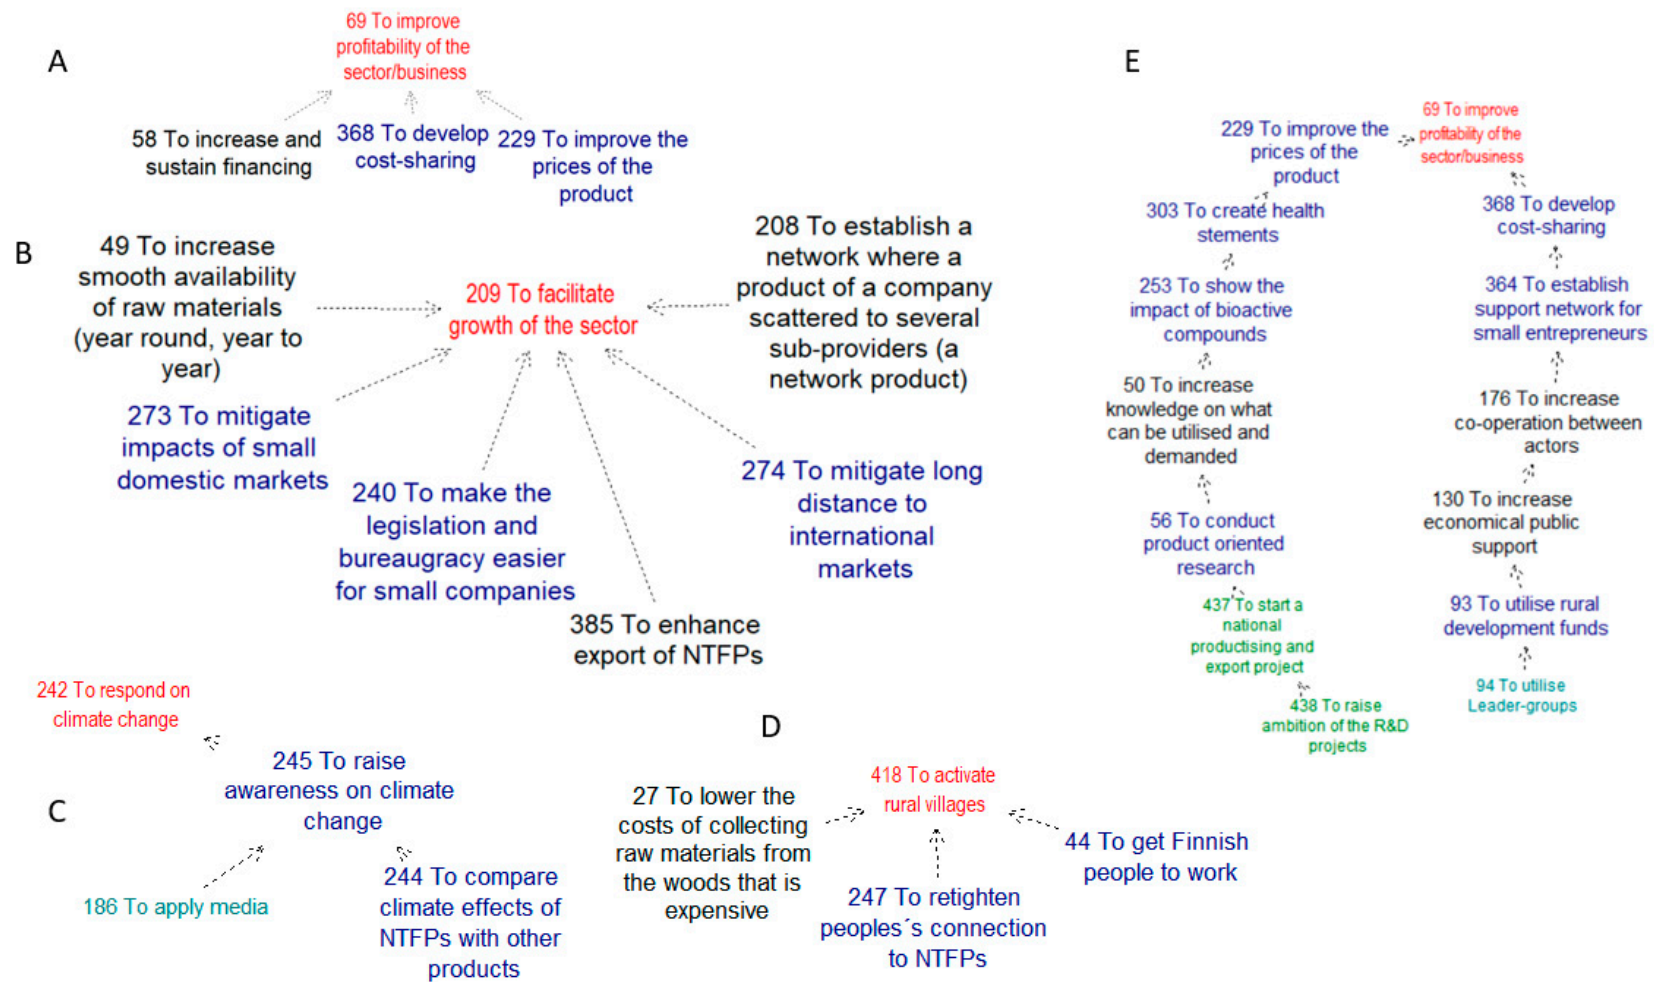 A
69 To improve
profitability of the
sector/business
58 To increase and
sustain financing
368 To develop
cost-sharing
229 To improve the
prices of the
product
B
49 To increase
smooth availability
of raw materials
(year round, year to
year)
209 To facilitate
growth of the sector
208 To establish a
network where a
product of a company
scattered to several
sub-providers (a
network product)
273 To mitigate
impacts of small
domestic markets
240 To make the
legislation and
bureaugracy easier
for small companies
385 To enhance
export of NTFPs
274 To mitigate long
distance to
international
markets
C
242 To respond on
climate change
245 To raise
awareness on climate
change
186 To apply media
244 To compare
climate effects of
NTFPs with other
products
D
418 To activate
rural villages
27 To lower the
costs of collecting
raw materials from
the woods that is
expensive
247 To retighten
peoples´s connection
to NTFPs
44 To get Finnish
people to work
E
69 To improve
profitability of the
sector/business
229 To improve the
prices of the
product
303 To create health
stements
253 To show the
impact of bioactive
compounds
50 To increase
knowledge on what
can be utilised and
demanded
56 To conduct
product oriented
research
437 To start a
national
productising and
export project
438 To raise
ambition of the R&D
projects
368 To develop
cost-sharing
364 To establish
support network for
small entrepreneurs
176 To increase
co-operation between
actors
130 To increase
economical public
support
93 To utilise rural
development funds
94 To utilise
Leader-groups